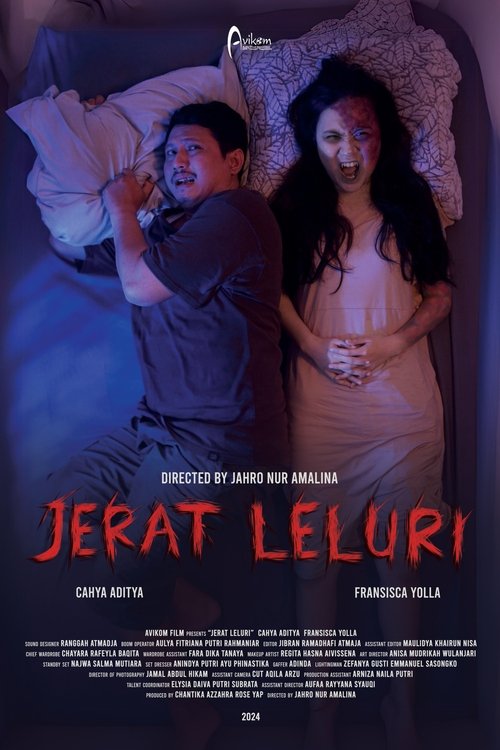 Avikom
DIRECTED BY JAHRO NUR AMALINA
JERAT LELURI
CAHYA ADITYA
FRANSISCA YOLLA
AVIKOM FILM PRESENTS "JERAT LELURI" CAHYA ADITYA FRANSISCA YOLLA
SOUND DESIGNER RANGGAH ATMADJA BOOM OPERATOR AULYA FITRIANA PUTRI RAHMANIAR EDITOR JIBRAN RAMADHAFI ATMAJA ASSISTANT EDITOR MAULIDYA KHAIRUN NISA
CHIEF WARDROBE CHAYARA RAFEYLA BAQITA WARDROBE ASSISTANT FARA DIKA TANAYA MAKEUP ARTIST REGITA HASNA AIVISSENA ART DIRECTOR ANISA MUDRIKAH WULANJARI
STANDBY SET NAJWA SALMA MUTIARA SET DRESSER ANINDYA PUTRI AYU PHINASTIKA GAFFER ADINDA LIGHTINGMAN ZEFANYA GUSTI EMMANUEL SASONGKO
DIRECTOR OF PHOTOGRAPHY JAMAL ABDUL HIKAM ASSISTANT CAMERA CUT AQILA ARZU PRODUCTION ASSISTANT ARNIZA NAILA PUTRI
TALENT COORDINATOR ELYSIA DAIVA PUTRI SUBRATA ASSISTANT DIRECTOR AUFAA RAYYANA SYAUQI
PRODUCED BY CHANTIKA AZZAHRA ROSE YAP DIRECTED BY JAHRO NUR AMALINA
2024